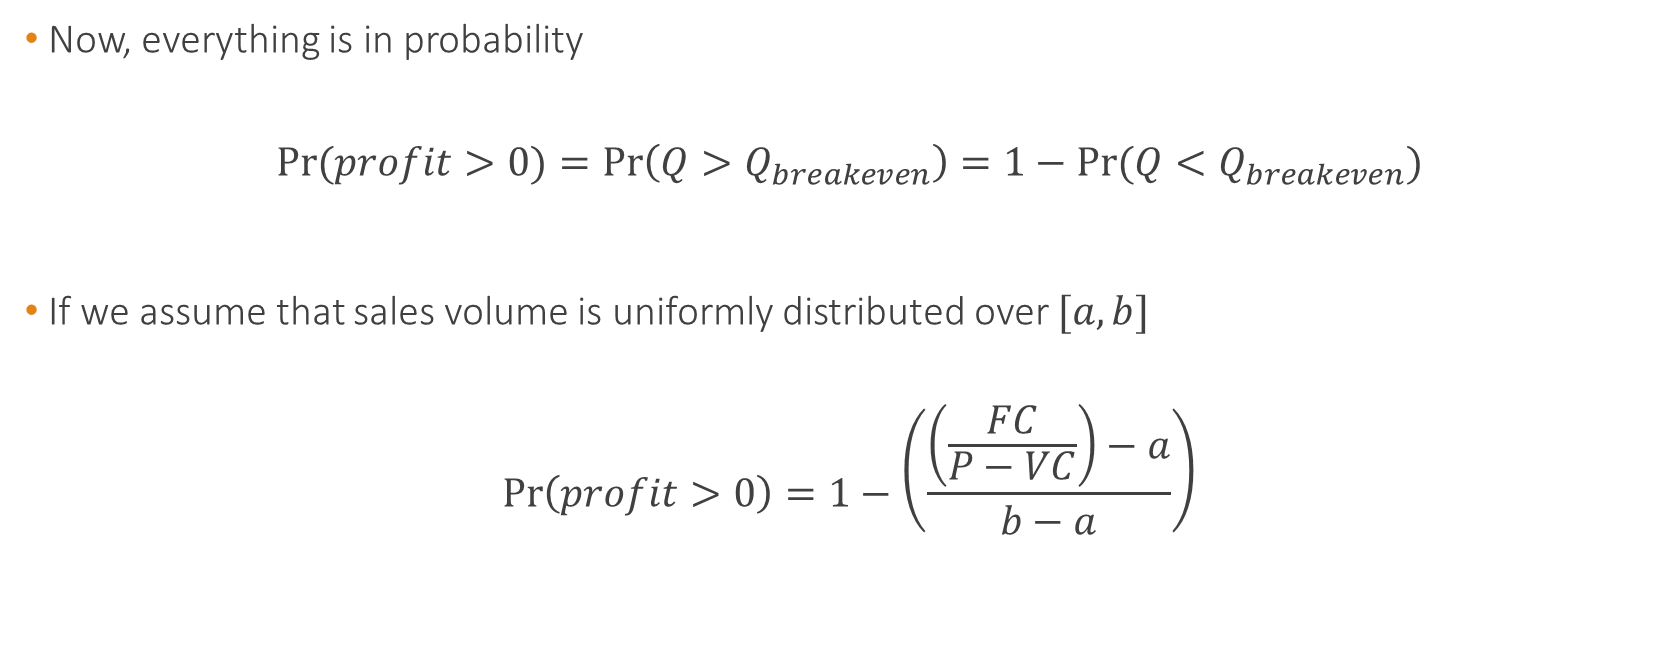 • Now, everything is in probability
Pr(profit > 0) = Pr(Q > Q_breakeven) = 1 − Pr(Q < Q_breakeven)
• If we assume that sales volume is uniformly distributed over [a, b]
Pr(profit > 0) = 1 − (((FC / (P − VC)) − a) / (b − a))